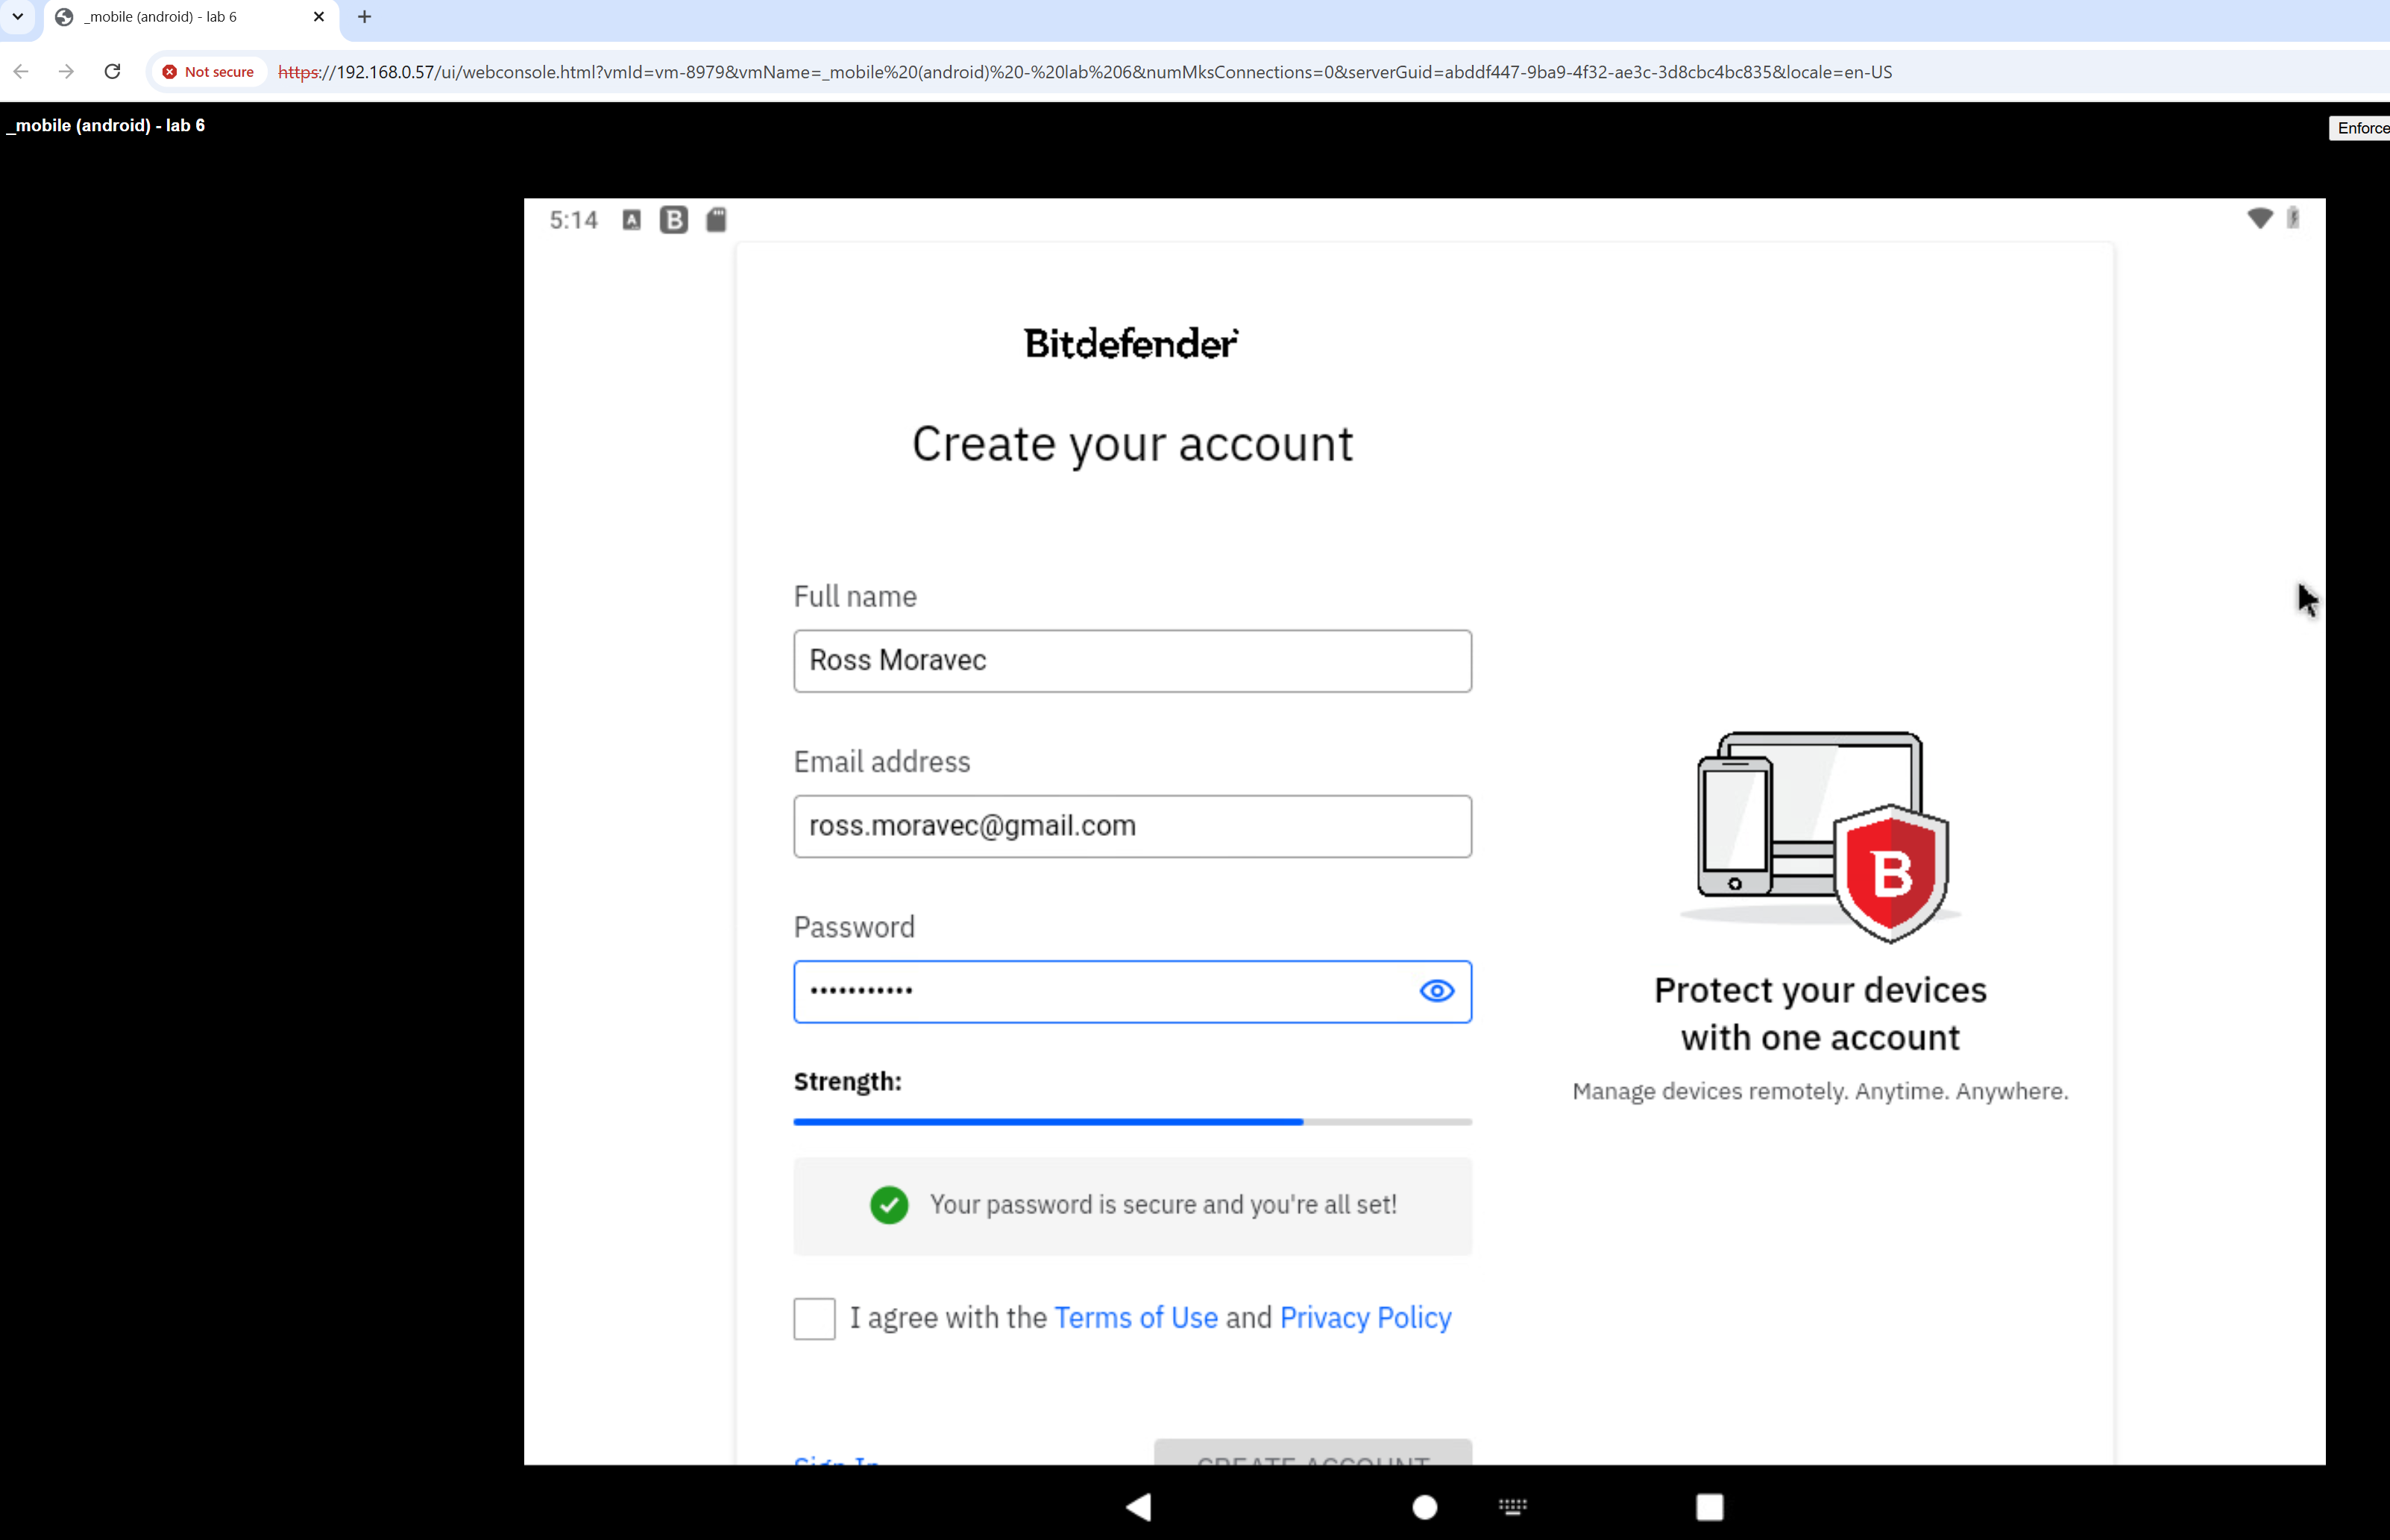 _mobile (android) - lab 6
Not secure https://192.168.0.57/ui/webconsole.html?vmId=vm-8979&vmName=_mobile%20(android)%20-%20lab%206&numMksConnections=0&serverGuid=abddf447-9ba9-4f32-ae3c-3d8cbc4bc835&locale=en-US
_mobile (android) - lab 6
Enforce
5:14 A B
Bitdefender
Create your account
Full name
Ross Moravec
Email address
ross.moravec@gmail.com
Password
•••••••••••
Strength:
Your password is secure and you're all set!
I agree with the Terms of Use and Privacy Policy
Sign In
CREATE ACCOUNT
B
Protect your devices
with one account
Manage devices remotely. Anytime. Anywhere.